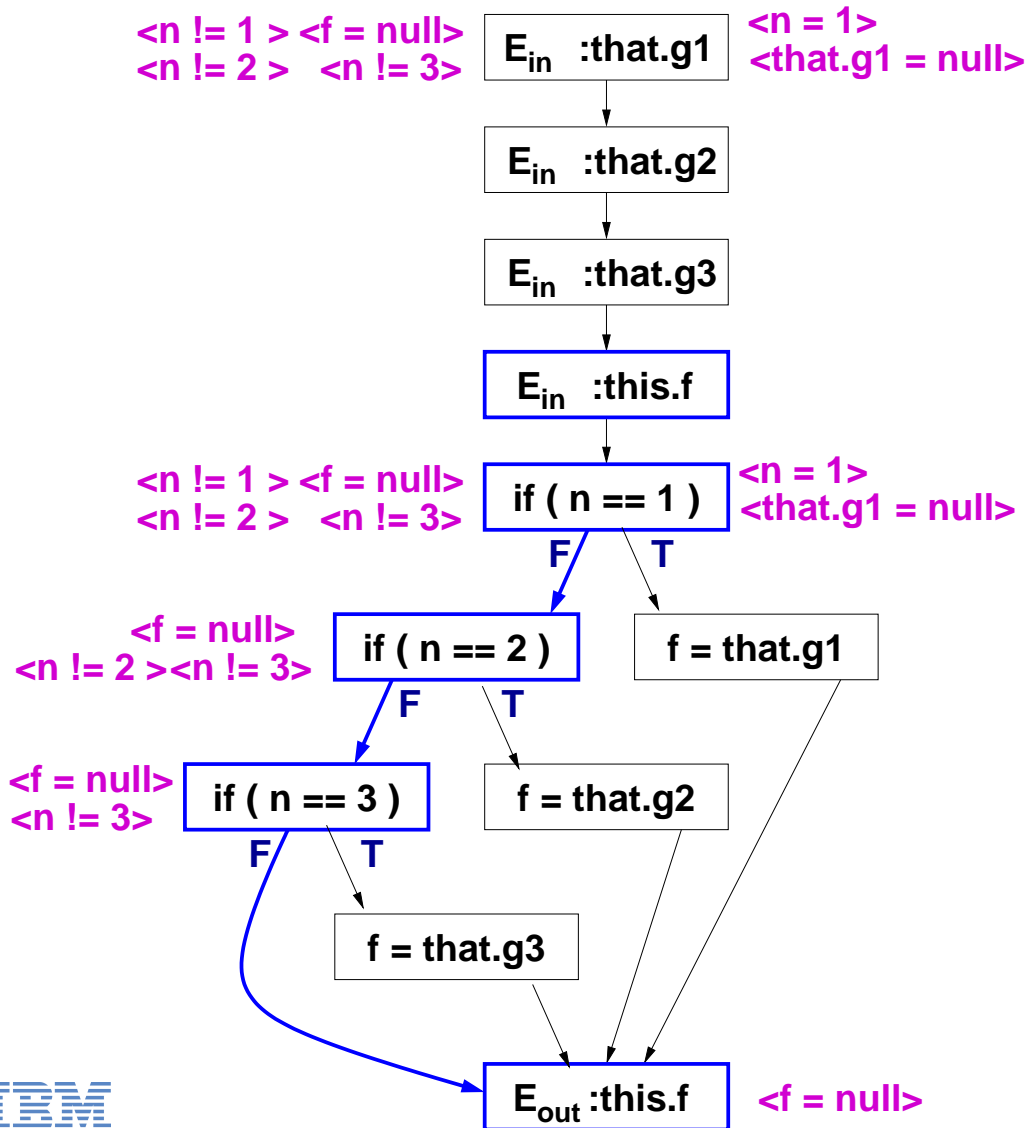 <n != 1 > <f = null>
<n != 2 > <n != 3>
E_in :that.g1
<n = 1>
<that.g1 = null>
E_in :that.g2
E_in :that.g3
E_in :this.f
<n != 1 > <f = null>
<n != 2 > <n != 3>
if ( n == 1 )
<n = 1>
<that.g1 = null>
F T
<f = null>
<n != 2 ><n != 3>
if ( n == 2 )
f = that.g1
F T
<f = null>
<n != 3>
if ( n == 3 )
f = that.g2
F T
f = that.g3
IBM
E_out :this.f
<f = null>